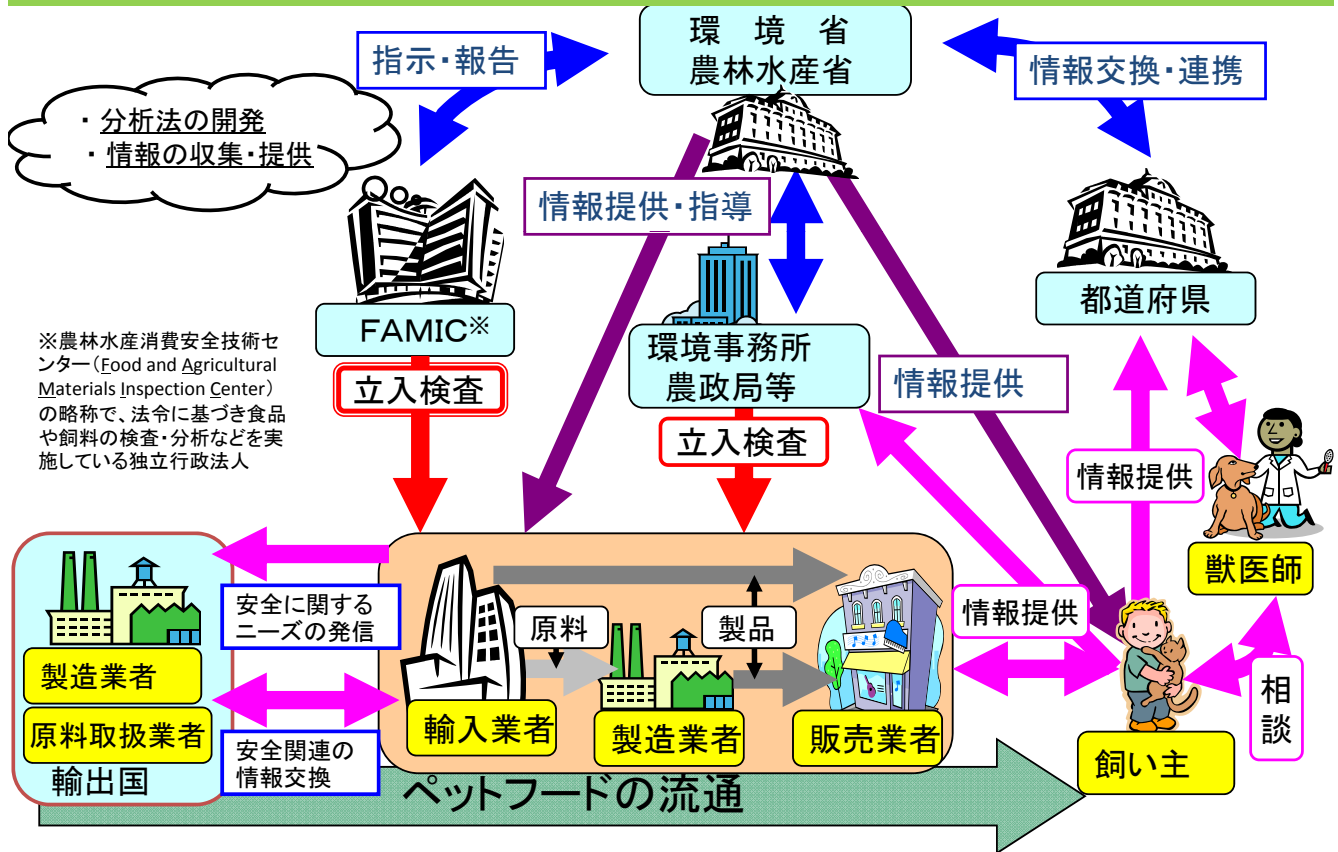 環 境 省
農林水産省
指示・報告
情報交換・連携
・ 分析法の開発
・ 情報の収集・提供
情報提供・指導
都道府県
FAMIC※
環境事務所
農政局等
※農林水産消費安全技術セ
ンター(Food and Agricultural
Materials Inspection Center)
の略称で、法令に基づき食品
や飼料の検査・分析などを実
施している独立行政法人
立入検査
情報提供
立入検査
情報提供
獣医師
安全に関する
ニーズの発信
原料
製品
情報提供
製造業者
原料取扱業者
輸出国
安全関連の
情報交換
輸入業者
製造業者
販売業者
飼い主
相
談
ペットフードの流通